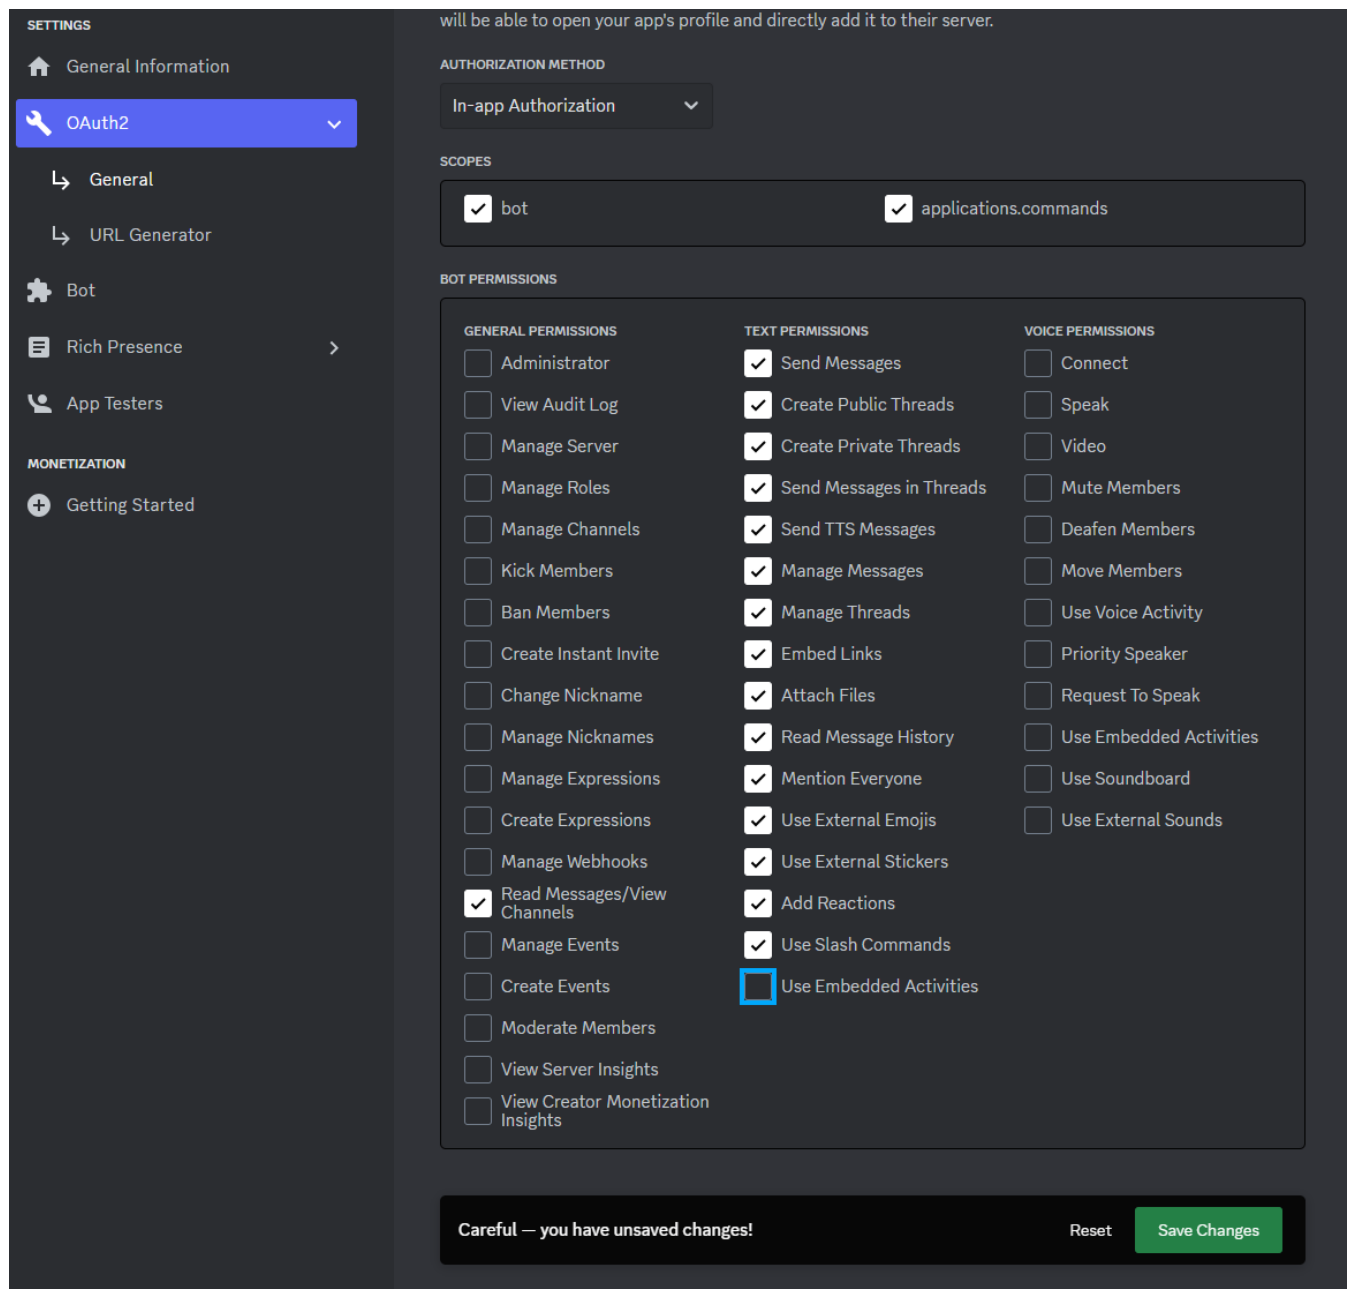 SETTINGS
General Information
OAuth2
General
URL Generator
Bot
Rich Presence
App Testers
MONETIZATION
Getting Started
will be able to open your app's profile and directly add it to their server.
AUTHORIZATION METHOD
In-app Authorization
SCOPES
bot
applications.commands
BOT PERMISSIONS
GENERAL PERMISSIONS
Administrator
View Audit Log
Manage Server
Manage Roles
Manage Channels
Kick Members
Ban Members
Create Instant Invite
Change Nickname
Manage Nicknames
Manage Expressions
Create Expressions
Manage Webhooks
Read Messages/View
Channels
Manage Events
Create Events
Moderate Members
View Server Insights
View Creator Monetization
Insights
TEXT PERMISSIONS
Send Messages
Create Public Threads
Create Private Threads
Send Messages in Threads
Send TTS Messages
Manage Messages
Manage Threads
Embed Links
Attach Files
Read Message History
Mention Everyone
Use External Emojis
Use External Stickers
Add Reactions
Use Slash Commands
Use Embedded Activities
VOICE PERMISSIONS
Connect
Speak
Video
Mute Members
Deafen Members
Move Members
Use Voice Activity
Priority Speaker
Request To Speak
Use Embedded Activities
Use Soundboard
Use External Sounds
Careful — you have unsaved changes!
Reset
Save Changes